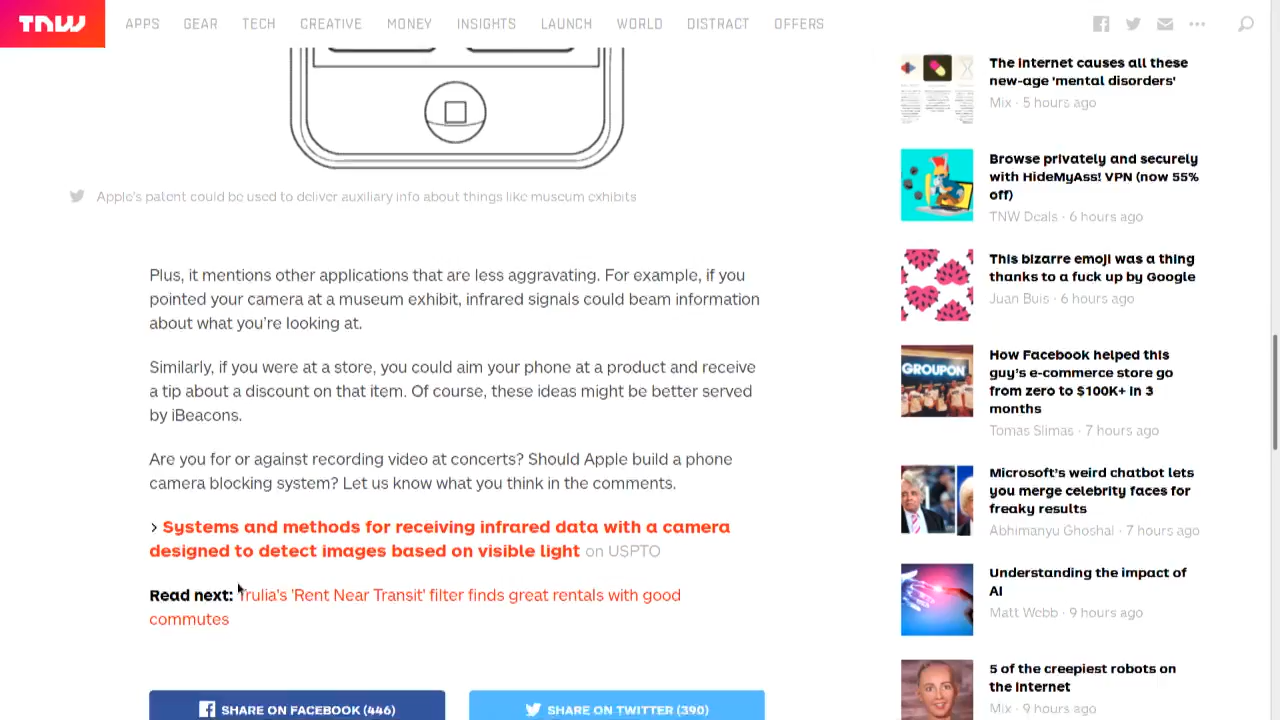 TNW
APPS GEAR TECH CREATIVE MONEY INSIGHTS LAUNCH WORLD DISTRACT OFFERS
Apple's patent could be used to deliver auxiliary info about things like museum exhibits
Plus, it mentions other applications that are less aggravating. For example, if you
pointed your camera at a museum exhibit, infrared signals could beam information
about what you're looking at.
Similarly, if you were at a store, you could aim your phone at a product and receive
a tip about a discount on that item. Of course, these ideas might be better served
by iBeacons.
Are you for or against recording video at concerts? Should Apple build a phone
camera blocking system? Let us know what you think in the comments.
> Systems and methods for receiving infrared data with a camera
designed to detect images based on visible light on USPTO
Read next: Trulia's 'Rent Near Transit' filter finds great rentals with good
commutes
SHARE ON FACEBOOK (446)
SHARE ON TWITTER (390)
The internet causes all these
new-age 'mental disorders'
Mix · 5 hours ago
Browse privately and securely
with HideMyAss! VPN (now 55%
off)
TNW Deals · 6 hours ago
This bizarre emoji was a thing
thanks to a fuck up by Google
Juan Buis · 6 hours ago
GROUPON
How Facebook helped this
guy's e-commerce store go
from zero to $100K+ in 3
months
Tomas Slimas · 7 hours ago
Microsoft's weird chatbot lets
you merge celebrity faces for
freaky results
Abhimanyu Ghoshal · 7 hours ago
Understanding the impact of
AI
Matt Webb · 9 hours ago
5 of the creepiest robots on
the internet
Mix · 9 hours ago